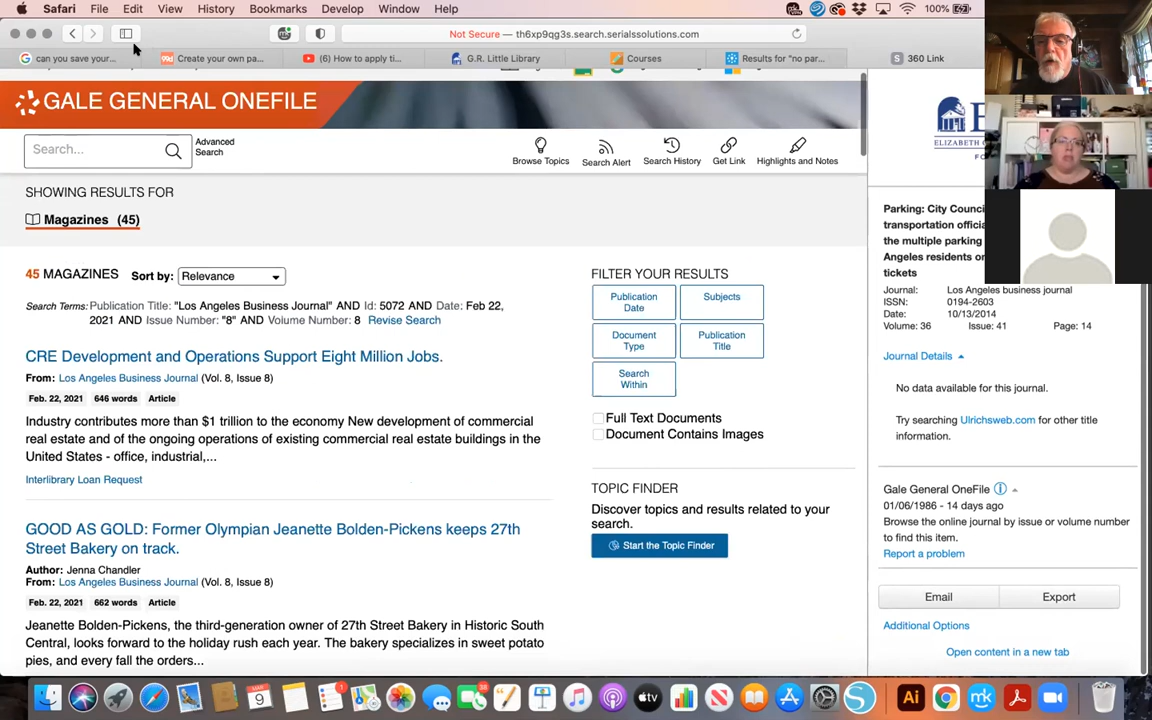 Safari File Edit View History Bookmarks Develop Window Help 100%
Not Secure — th6xp9qg3s.search.serialssolutions.com
can you save your... Create your own pa... (6) How to apply ti... G.R. Little Library Courses Results for "no par... S 360 Link
GALE GENERAL ONEFILE
Search...
Advanced
Search
Browse Topics Search Alert Search History Get Link Highlights and Notes
SHOWING RESULTS FOR
Magazines (45)
45 MAGAZINES Sort by: Relevance
Search Terms: Publication Title: "Los Angeles Business Journal" AND Id: 5072 AND Date: Feb 22,
2021 AND Issue Number: "8" AND Volume Number: 8 Revise Search
CRE Development and Operations Support Eight Million Jobs.
From: Los Angeles Business Journal (Vol. 8, Issue 8)
Feb. 22, 2021 646 words Article
Industry contributes more than $1 trillion to the economy New development of commercial
real estate and of the ongoing operations of existing commercial real estate buildings in the
United States - office, industrial,...
Interlibrary Loan Request
GOOD AS GOLD: Former Olympian Jeanette Bolden-Pickens keeps 27th
Street Bakery on track.
Author: Jenna Chandler
From: Los Angeles Business Journal (Vol. 8, Issue 8)
Feb. 22, 2021 662 words Article
Jeanette Bolden-Pickens, the third-generation owner of 27th Street Bakery in Historic South
Central, looks forward to the holiday rush each year. The bakery specializes in sweet potato
pies, and every fall the orders...
FILTER YOUR RESULTS
Publication
Date
Subjects
Document
Type
Publication
Title
Search
Within
Full Text Documents
Document Contains Images
TOPIC FINDER
Discover topics and results related to your
search.
Start the Topic Finder
ELIZABETH
Parking: City Counci
transportation officia
the multiple parking
Angeles residents or
tickets
Journal: Los Angeles business journal
ISSN: 0194-2603
Date: 10/13/2014
Volume: 36 Issue: 41 Page: 14
Journal Details
No data available for this journal.
Try searching Ulrichsweb.com for other title
information.
Gale General OneFile
01/06/1986 - 14 days ago
Browse the online journal by issue or volume number
to find this item.
Report a problem
Email Export
Additional Options
Open content in a new tab
MAR
9
1
38
tv
Ai
mk